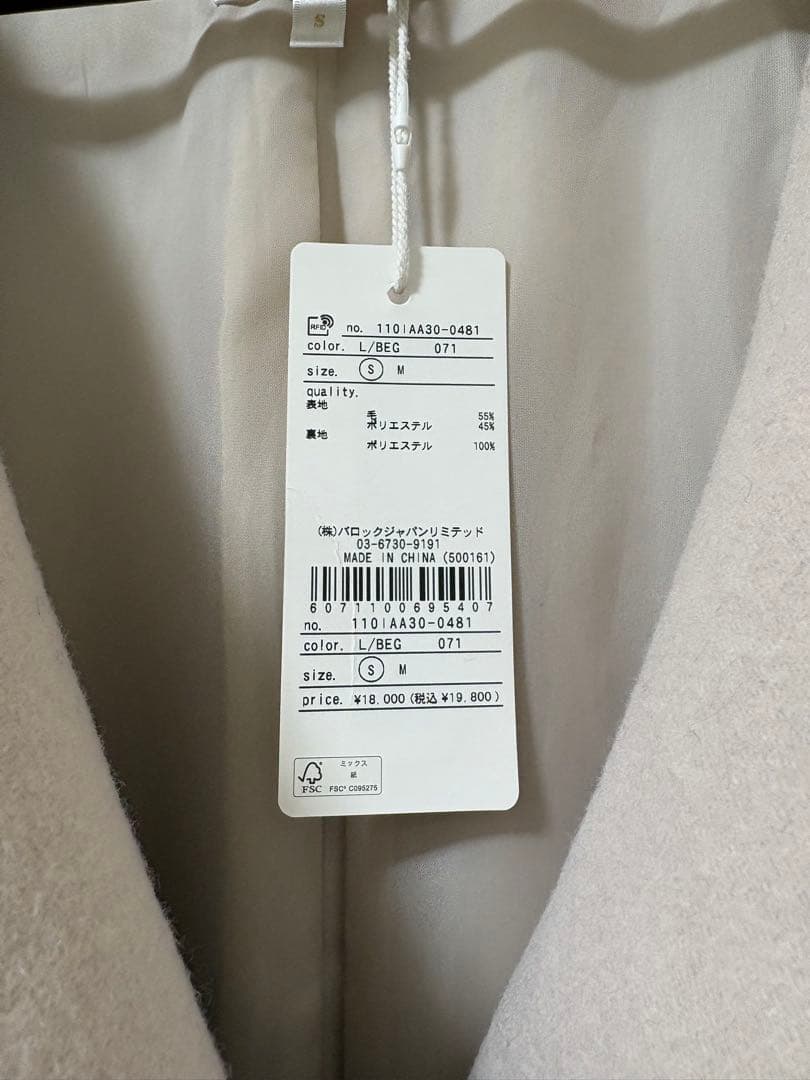 S
RFID no. 110IAA30-0481
color. L/BEG 071
size. S M
quality.
表地
毛 55%
ポリエステル 45%
裏地
ポリエステル 100%
(株)バロックジャパンリミテッド
03-6730-9191
MADE IN CHINA (500161)
6071100695407
no. 110IAA30-0481
color. L/BEG 071
size. S M
price. ¥18.000(税込 ¥19.800)
ミックス
紙
FSC FSC® C095275